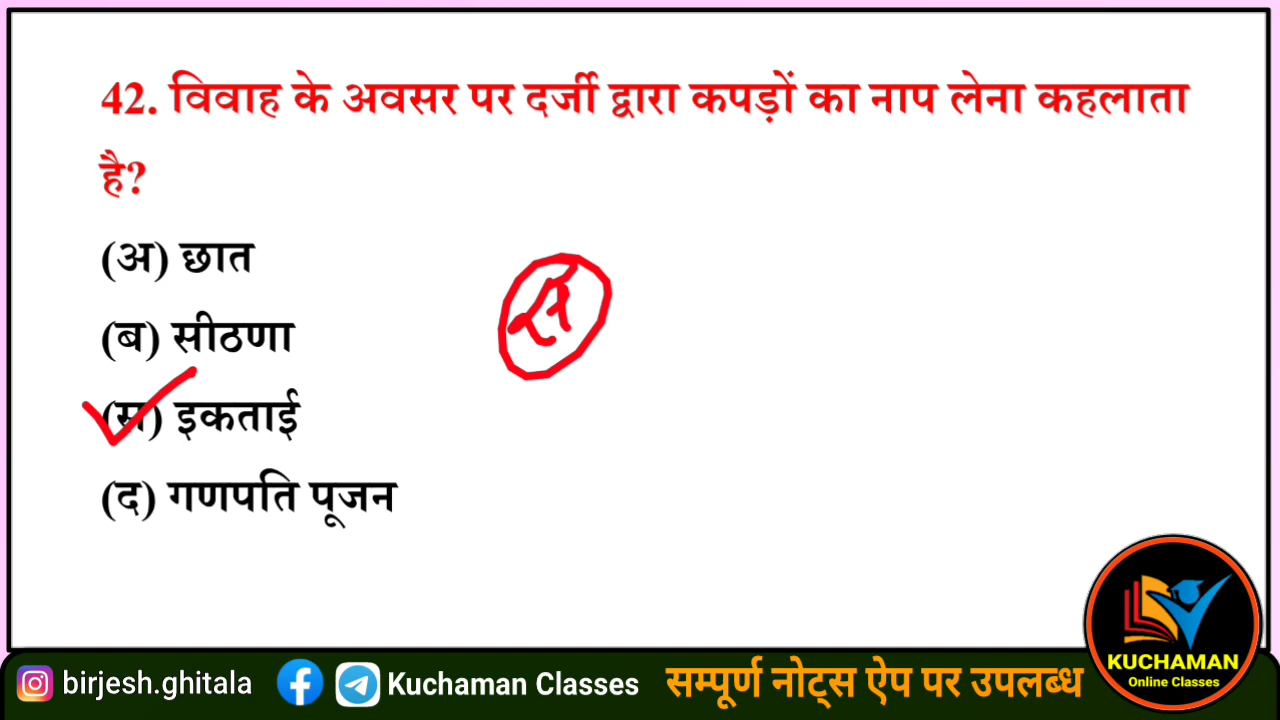 42. विवाह के अवसर पर दर्जी द्वारा कपड़ों का नाप लेना कहलाता
है?
(अ) छात
(ब) सीठणा
(स) इकताई
(द) गणपति पूजन
स
birjesh.ghitala
Kuchaman Classes
सम्पूर्ण नोट्स ऐप पर उपलब्ध
KUCHAMAN
Online Classes